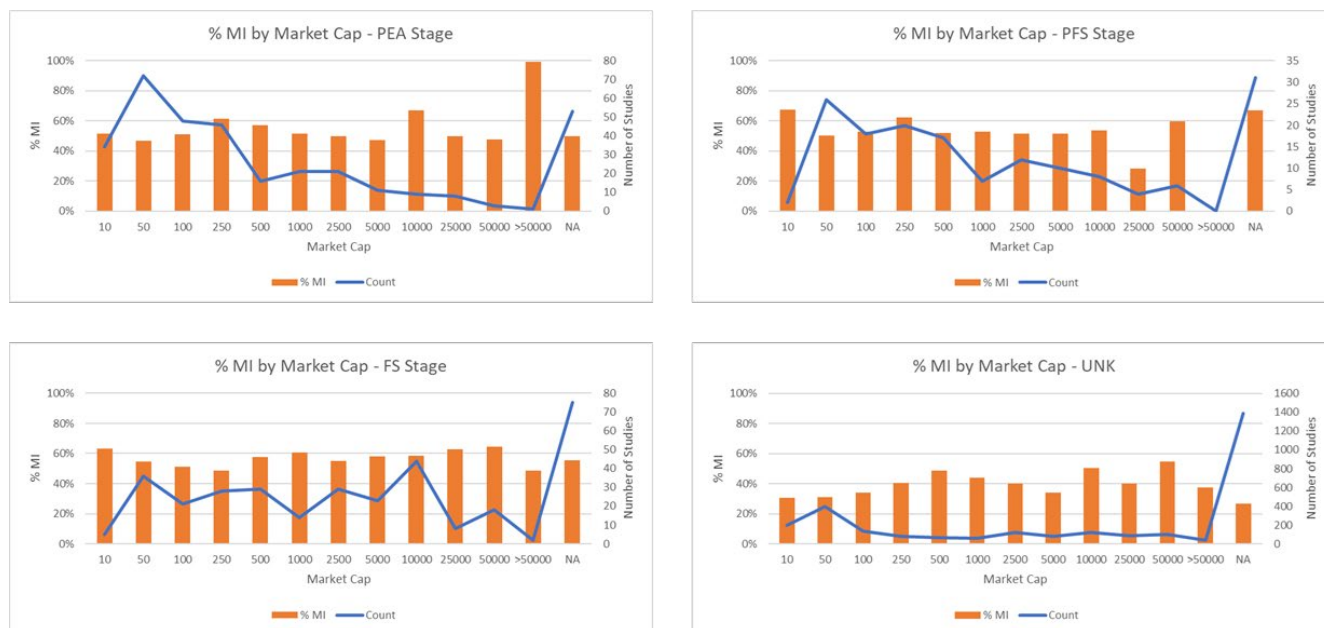 % MI by Market Cap - PEA Stage
100%
80%
60%
40%
20%
0%
% MI
80
70
60
50
40
30
20
10
0
Number of Studies
10 50 100 250 500 1000 2500 5000 10000 25000 50000 >50000 NA
Market Cap
% MI Count
% MI by Market Cap - PFS Stage
100%
80%
60%
40%
20%
0%
% MI
35
30
25
20
15
10
5
0
Number of Studies
10 50 100 250 500 1000 2500 5000 10000 25000 50000 >50000 NA
Market Cap
% MI Count
% MI by Market Cap - FS Stage
100%
80%
60%
40%
20%
0%
% MI
80
70
60
50
40
30
20
10
0
Number of Studies
10 50 100 250 500 1000 2500 5000 10000 25000 50000 >50000 NA
Market Cap
% MI Count
% MI by Market Cap - UNK
100%
80%
60%
40%
20%
0%
% MI
1600
1400
1200
1000
800
600
400
200
0
Number of Studies
10 50 100 250 500 1000 2500 5000 10000 25000 50000 >50000 NA
Market Cap
% MI Count